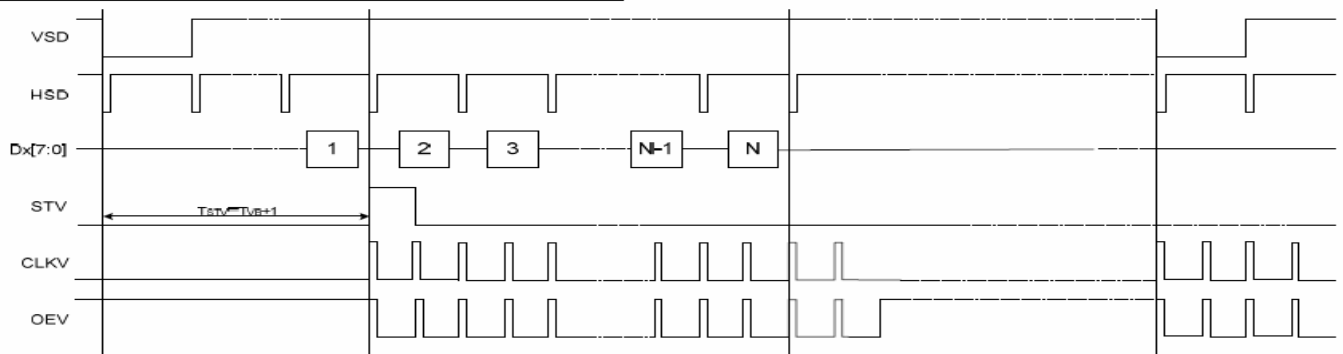 VSD
HSD
Dx[7:0]
1
2
3
N-1
N
STV
TSTV=TVB+1
CLKV
OEV